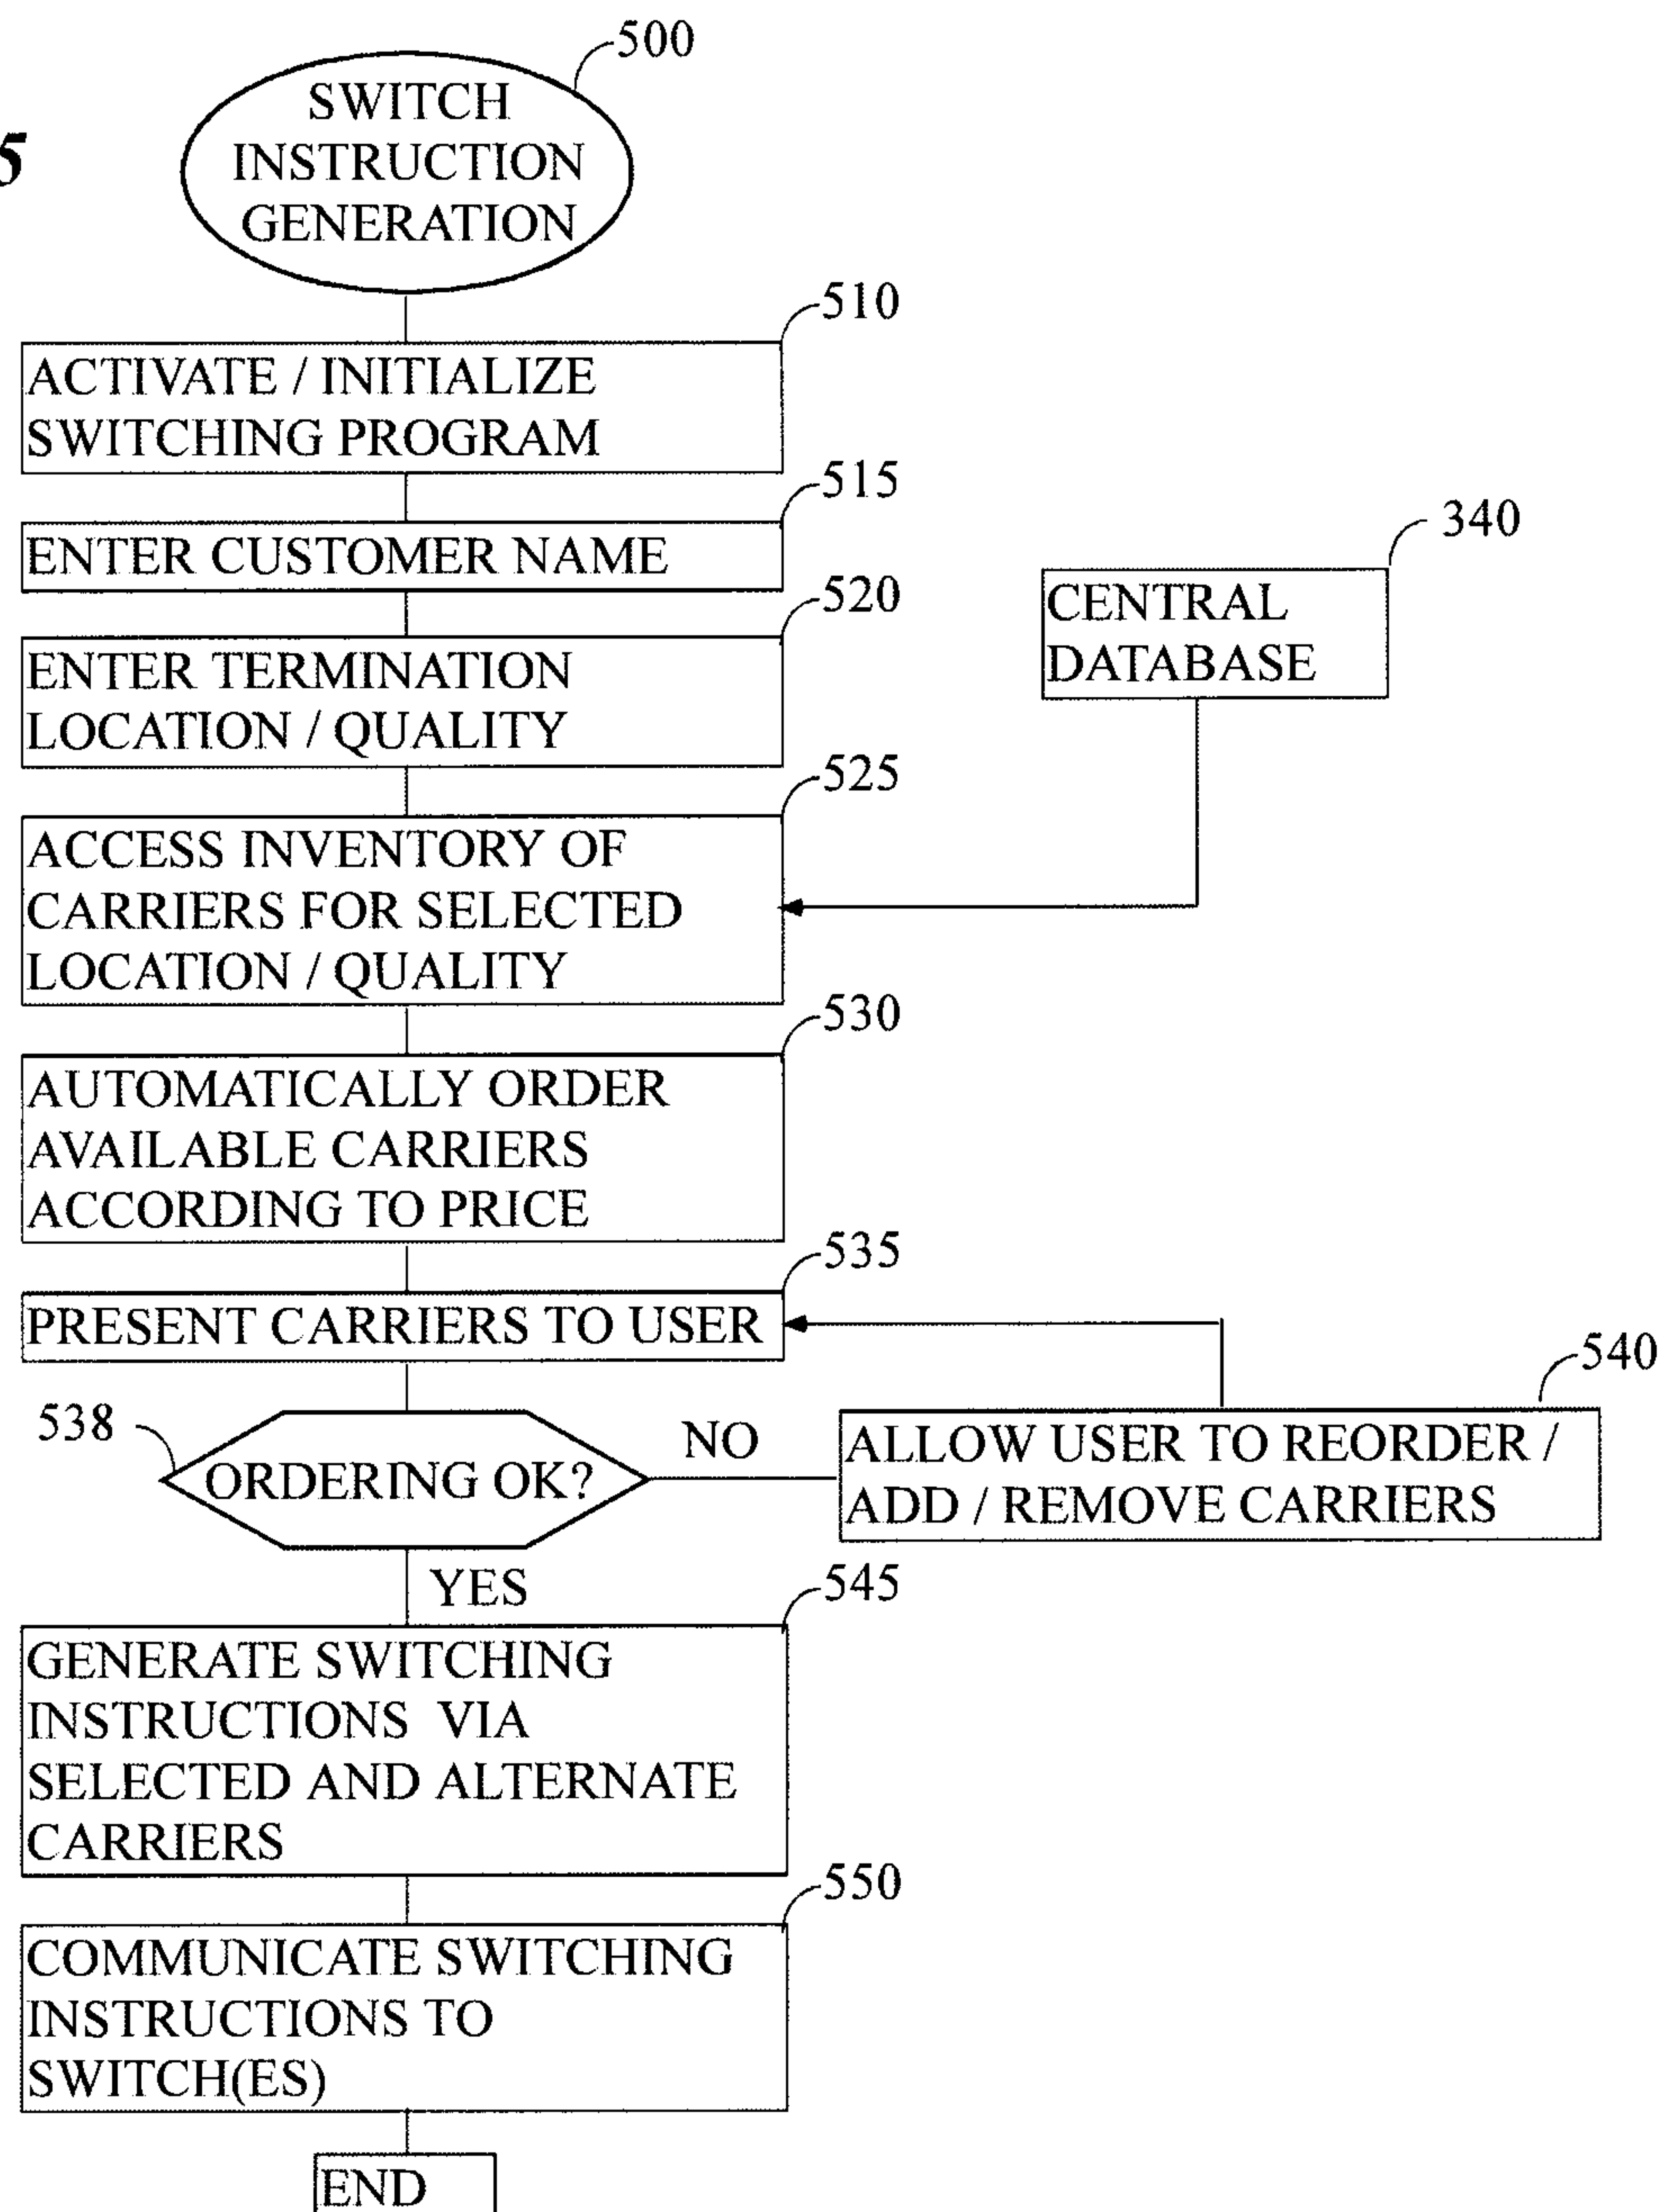 500
SWITCH
INSTRUCTION
GENERATION
5
510
ACTIVATE / INITIALIZE
SWITCHING PROGRAM
515
ENTER CUSTOMER NAME
520
ENTER TERMINATION
LOCATION / QUALITY
340
CENTRAL
DATABASE
525
ACCESS INVENTORY OF
CARRIERS FOR SELECTED
LOCATION / QUALITY
530
AUTOMATICALLY ORDER
AVAILABLE CARRIERS
ACCORDING TO PRICE
535
PRESENT CARRIERS TO USER
538
ORDERING OK?
NO
540
ALLOW USER TO REORDER /
ADD / REMOVE CARRIERS
YES
545
GENERATE SWITCHING
INSTRUCTIONS VIA
SELECTED AND ALTERNATE
CARRIERS
550
COMMUNICATE SWITCHING
INSTRUCTIONS TO
SWITCH(ES)
END